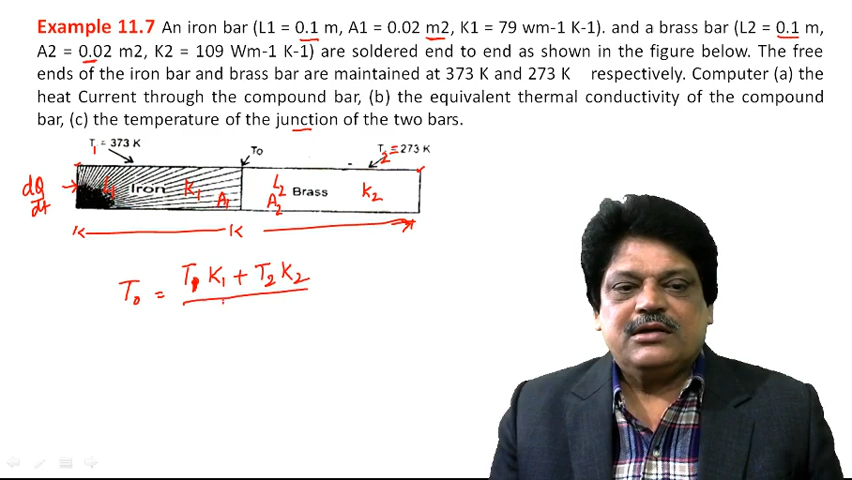 Example 11.7 An iron bar (L1 = 0.1 m, A1 = 0.02 m2, K1 = 79 wm-1 K-1). and a brass bar (L2 = 0.1 m,
A2 = 0.02 m2, K2 = 109 Wm-1 K-1) are soldered end to end as shown in the figure below. The free
ends of the iron bar and brass bar are maintained at 373 K and 273 K respectively. Computer (a) the
heat Current through the compound bar, (b) the equivalent thermal conductivity of the compound
bar, (c) the temperature of the junction of the two bars.
T1 = 373 K To T2 = 273 K
dQ/dt L1 Iron K1 A1 L2 A2 Brass K2
To = T1 K1 + T2 K2